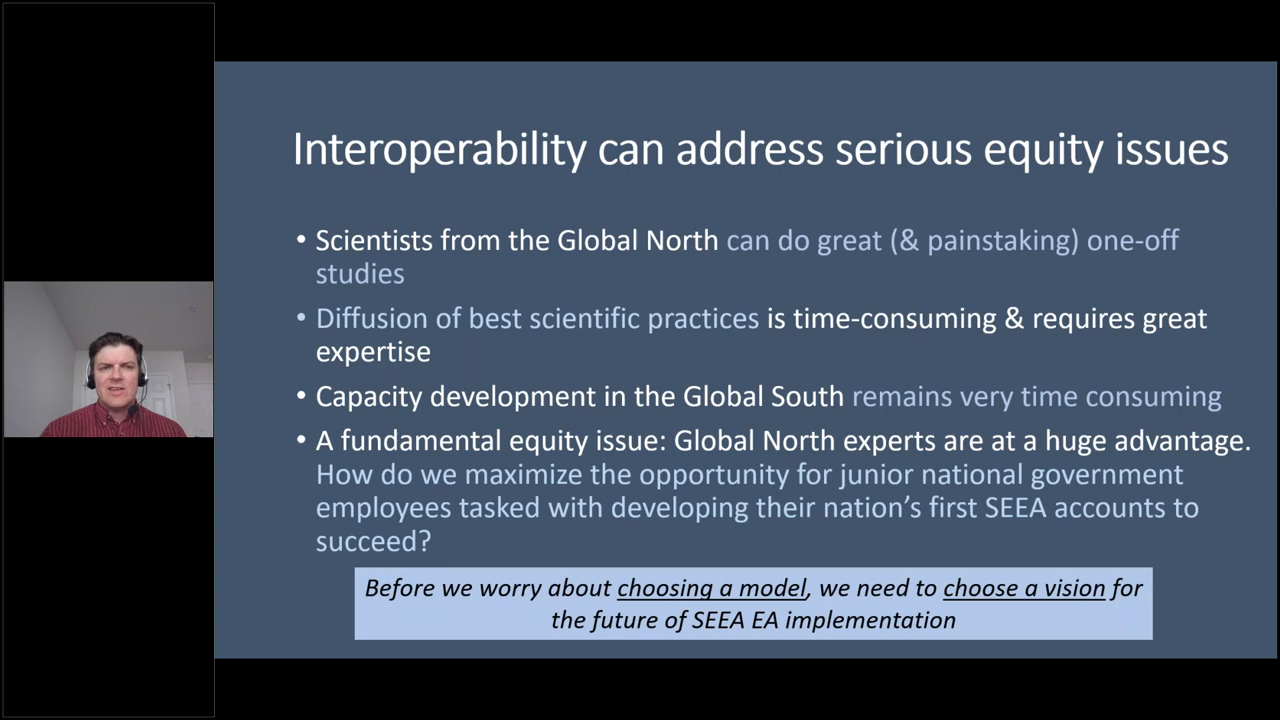 Interoperability can address serious equity issues
• Scientists from the Global North can do great (& painstaking) one-off
studies
• Diffusion of best scientific practices is time-consuming & requires great
expertise
• Capacity development in the Global South remains very time consuming
• A fundamental equity issue: Global North experts are at a huge advantage.
How do we maximize the opportunity for junior national government
employees tasked with developing their nation's first SEEA accounts to
succeed?
Before we worry about choosing a model, we need to choose a vision for
the future of SEEA EA implementation